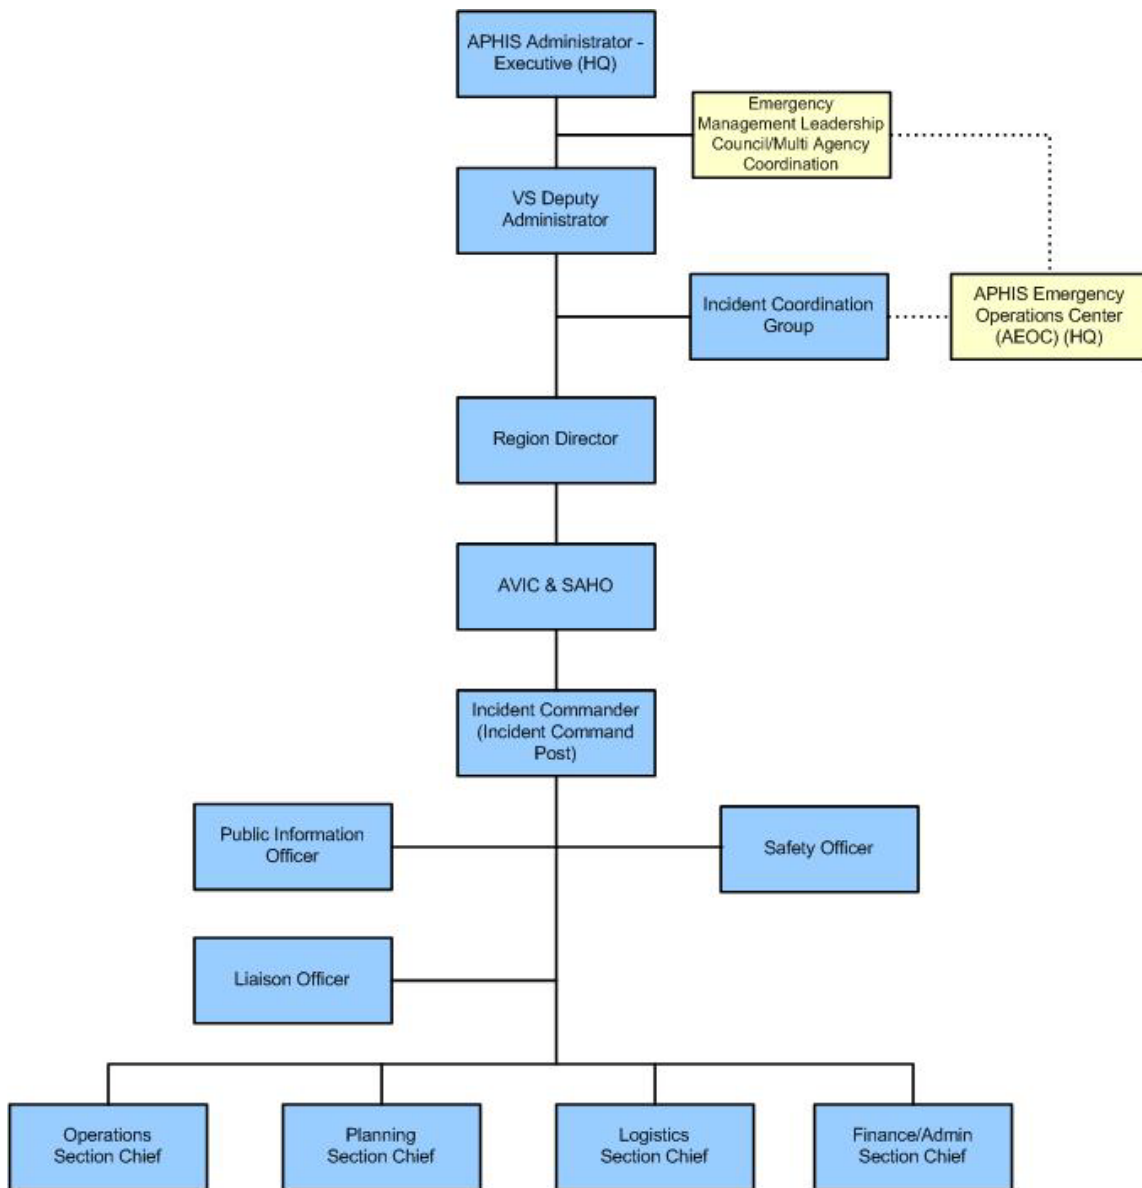 APHIS Administrator -
Executive (HQ)
Emergency
Management Leadership
Council/Multi Agency
Coordination
VS Deputy
Administrator
Incident Coordination
Group
APHIS Emergency
Operations Center
(AEOC) (HQ)
Region Director
AVIC & SAHO
Incident Commander
(Incident Command
Post)
Public Information
Officer
Safety Officer
Liaison Officer
Operations
Section Chief
Planning
Section Chief
Logistics
Section Chief
Finance/Admin
Section Chief